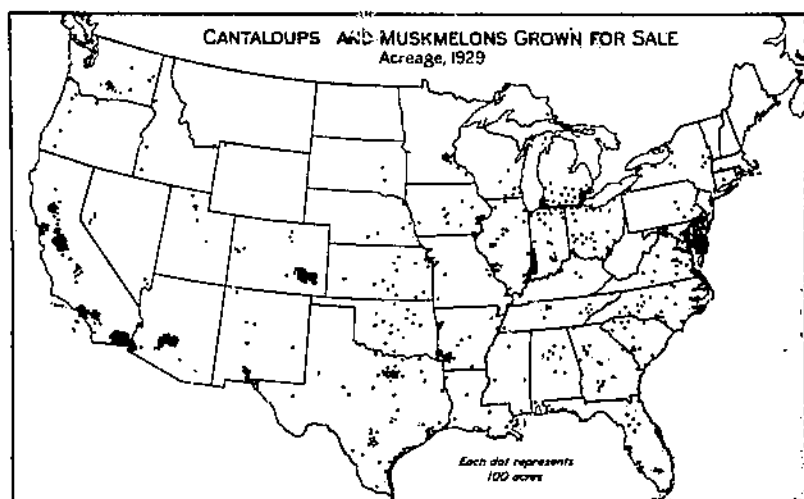 CANTALOUPS AND MUSKMELONS GROWN FOR SALE
Acreage, 1929
Each dot represents
100 acres